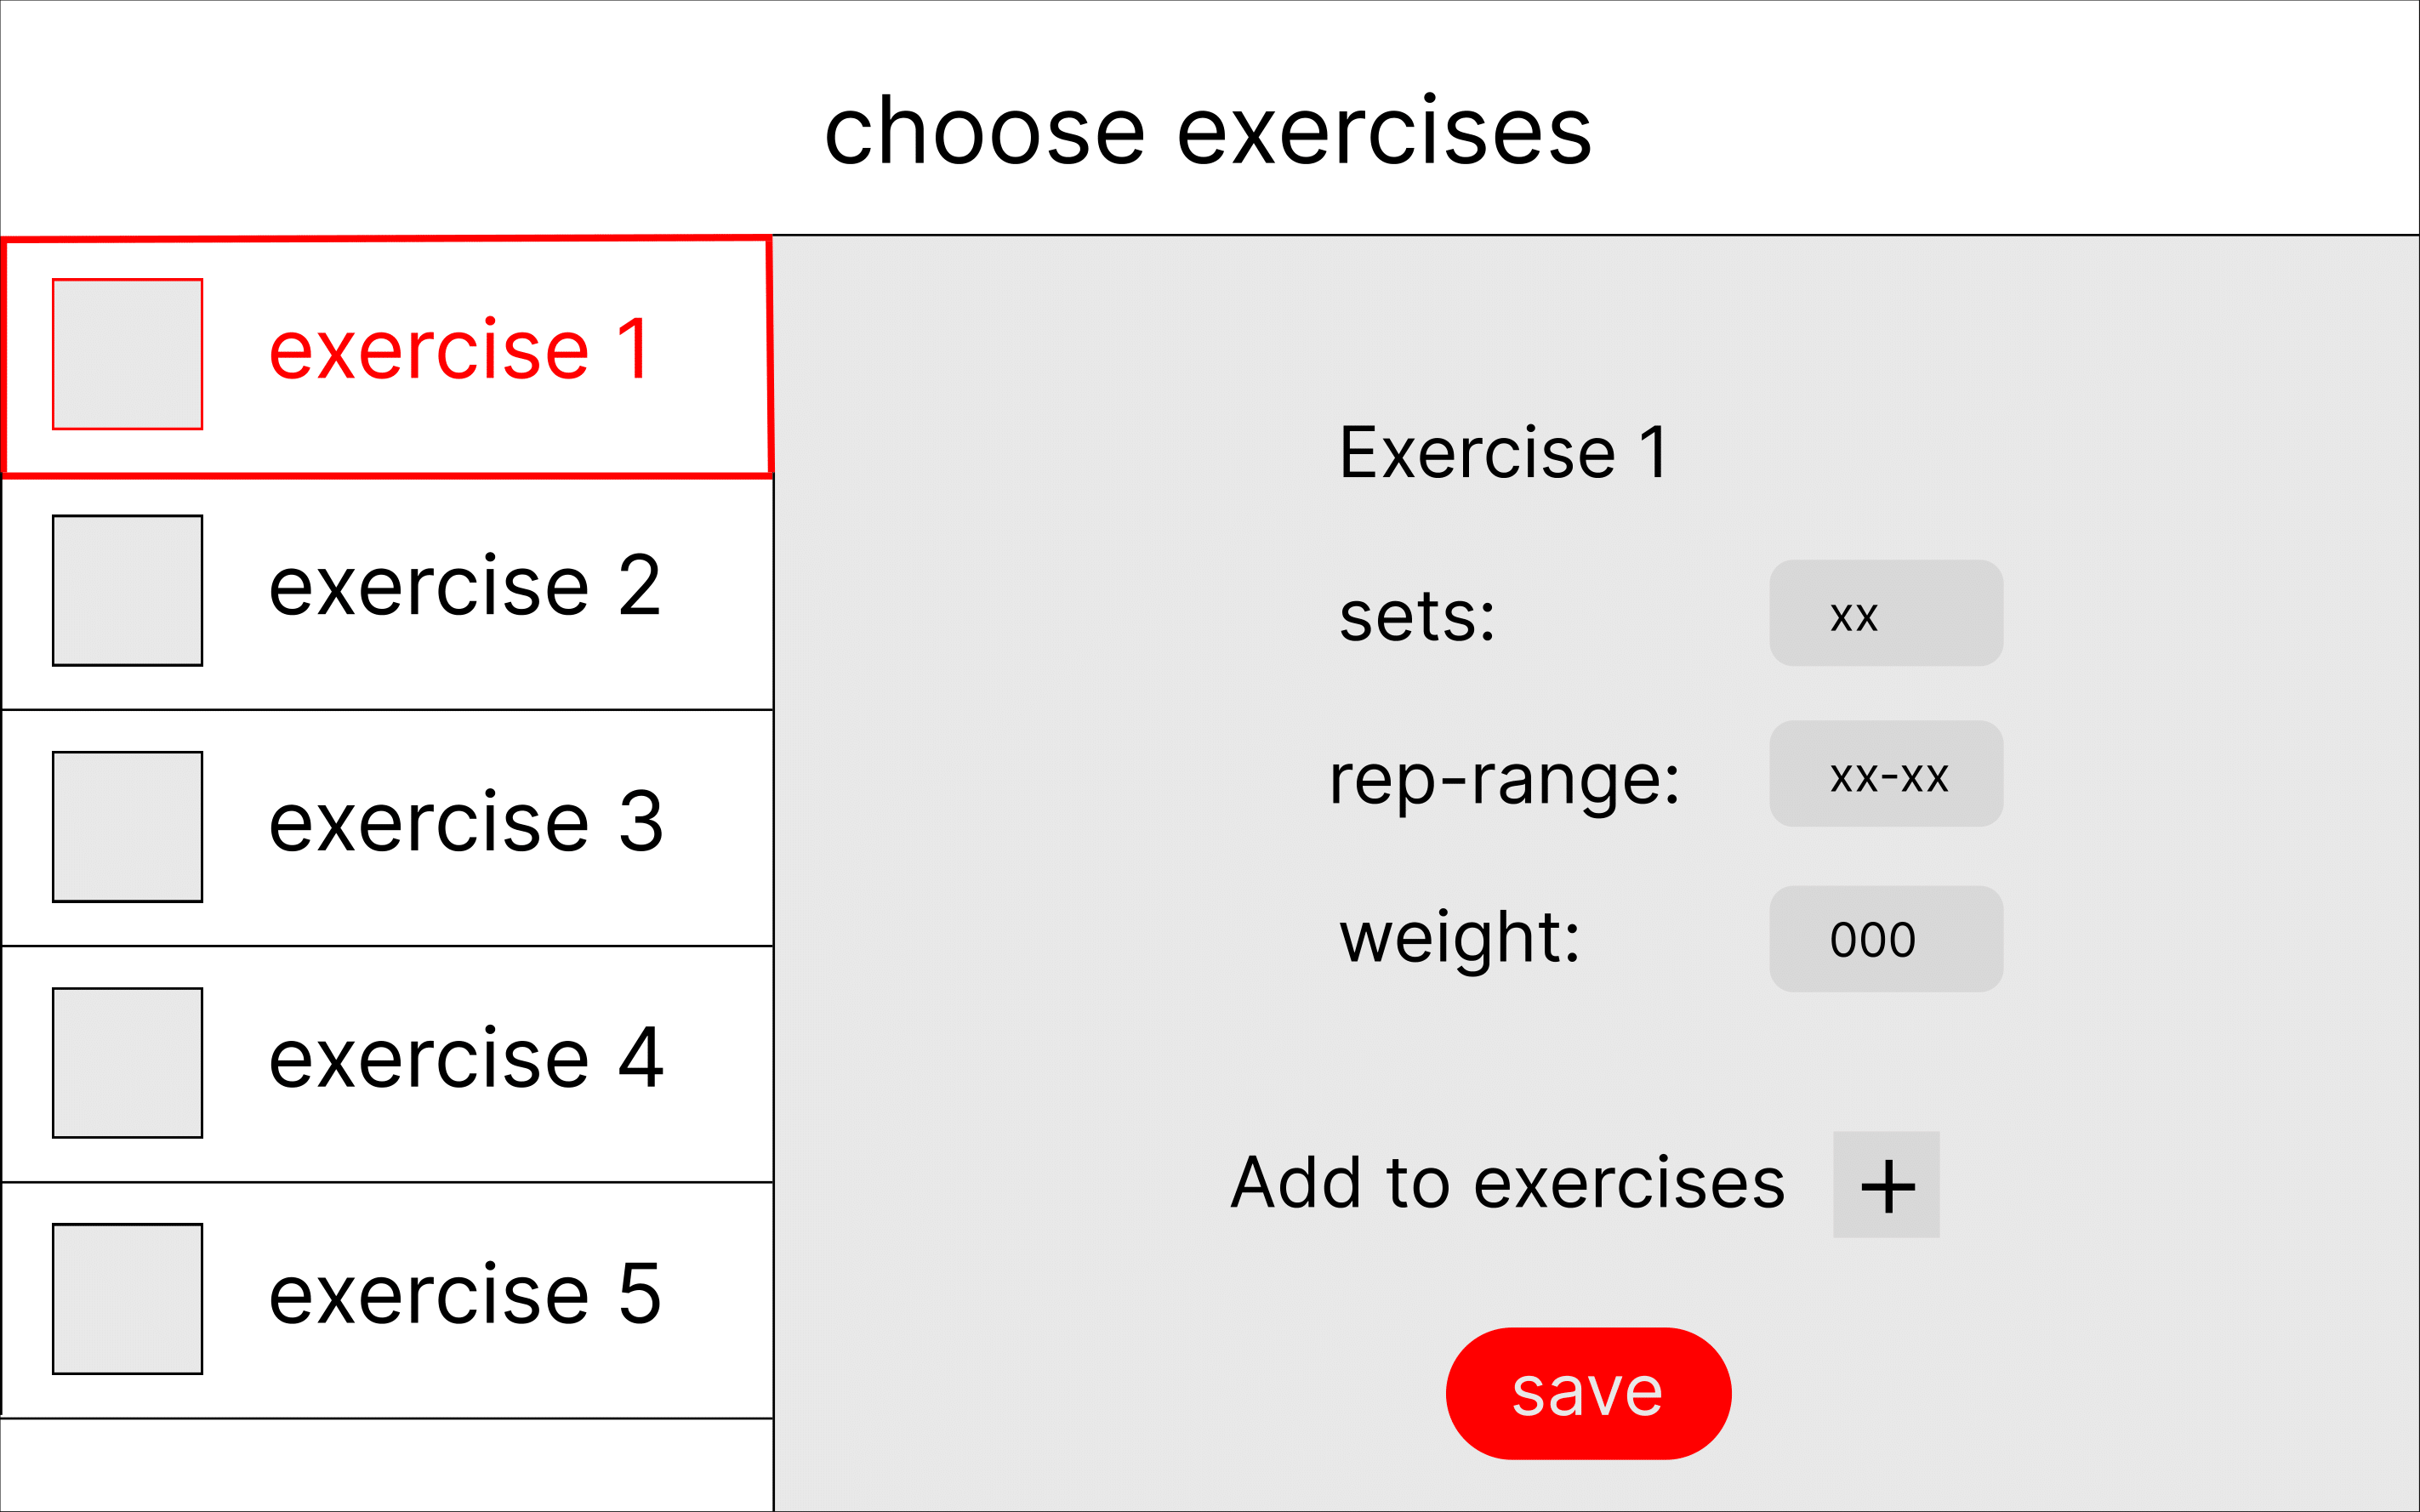 choose exercises
exercise 1
exercise 2
exercise 3
exercise 4
exercise 5
Exercise 1
sets: xx
rep-range: xx-xx
weight: 000
Add to exercises +
save